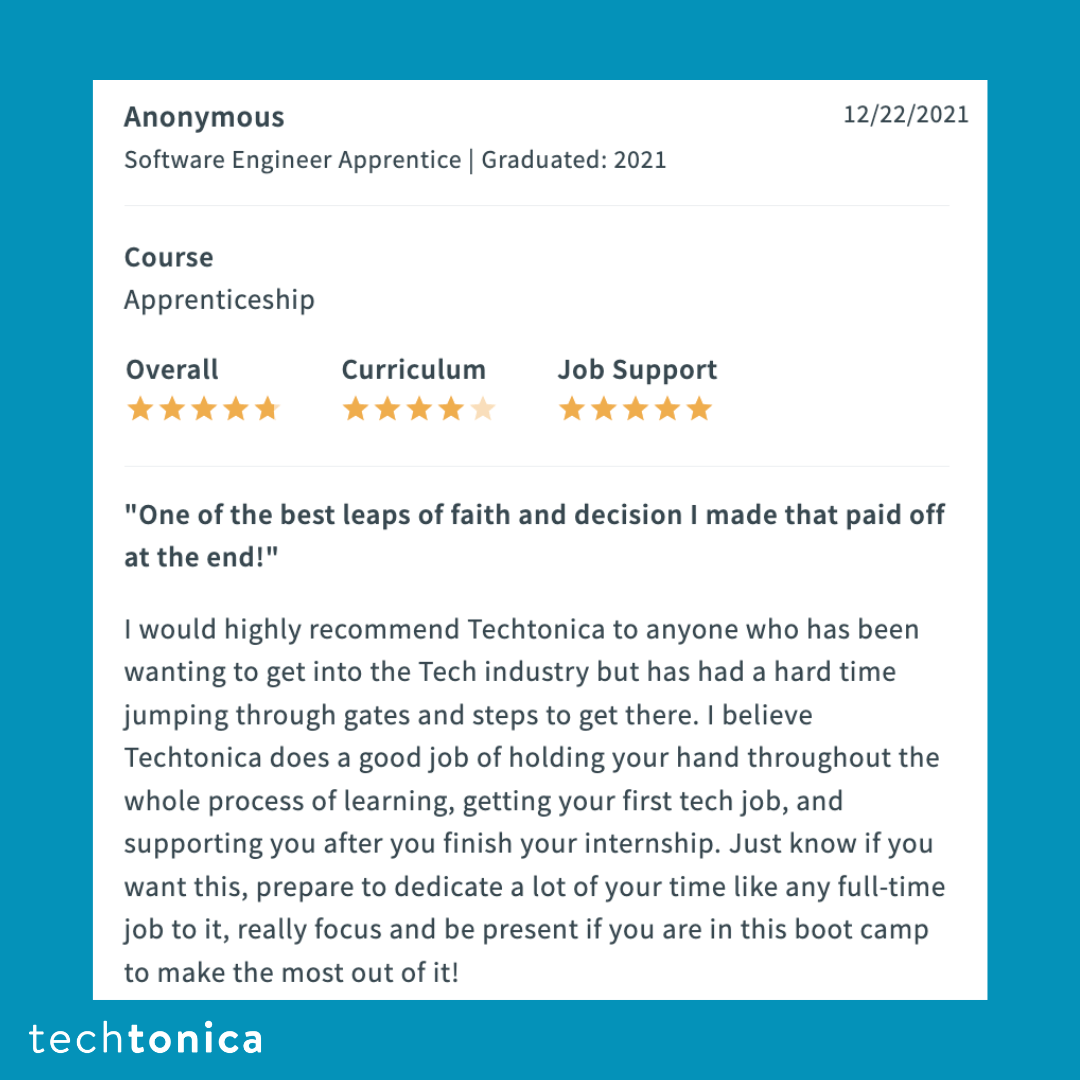 Anonymous
12/22/2021
Software Engineer Apprentice | Graduated: 2021
Course
Apprenticeship
Overall Curriculum Job Support
"One of the best leaps of faith and decision I made that paid off
at the end!"
I would highly recommend Techtonica to anyone who has been
wanting to get into the Tech industry but has had a hard time
jumping through gates and steps to get there. I believe
Techtonica does a good job of holding your hand throughout the
whole process of learning, getting your first tech job, and
supporting you after you finish your internship. Just know if you
want this, prepare to dedicate a lot of your time like any full-time
job to it, really focus and be present if you are in this boot camp
to make the most out of it!
techtonica